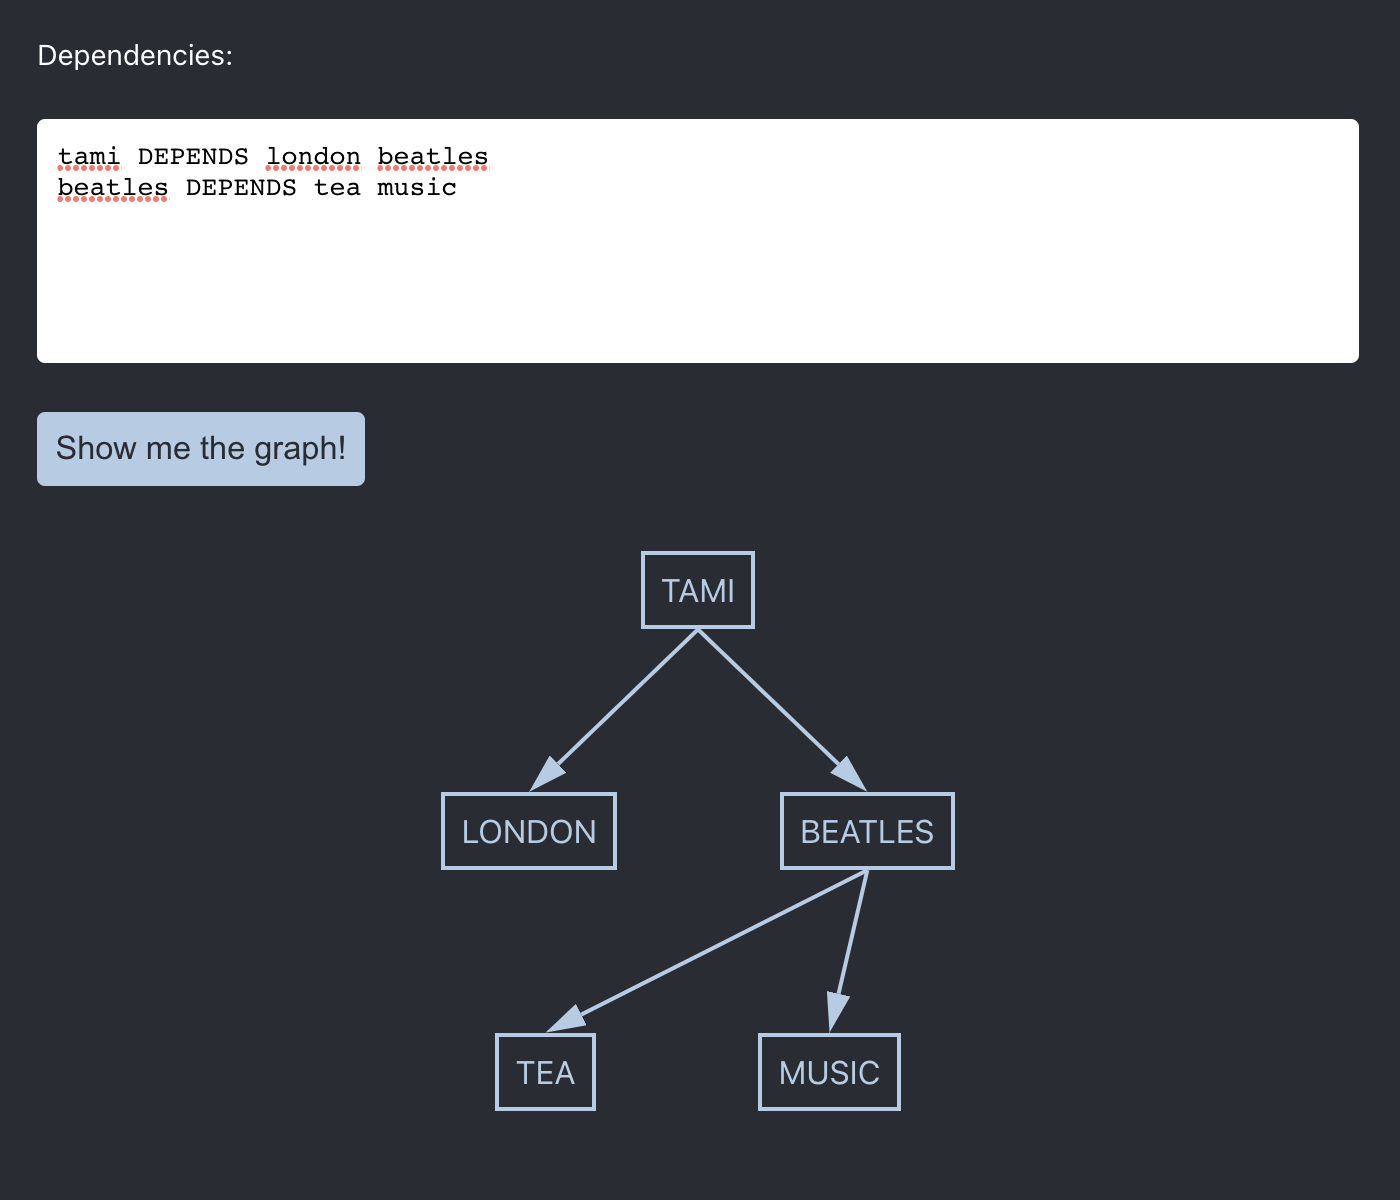 Dependencies:
tami DEPENDS london beatles
beatles DEPENDS tea music
Show me the graph!
TAMI
LONDON BEATLES
TEA MUSIC